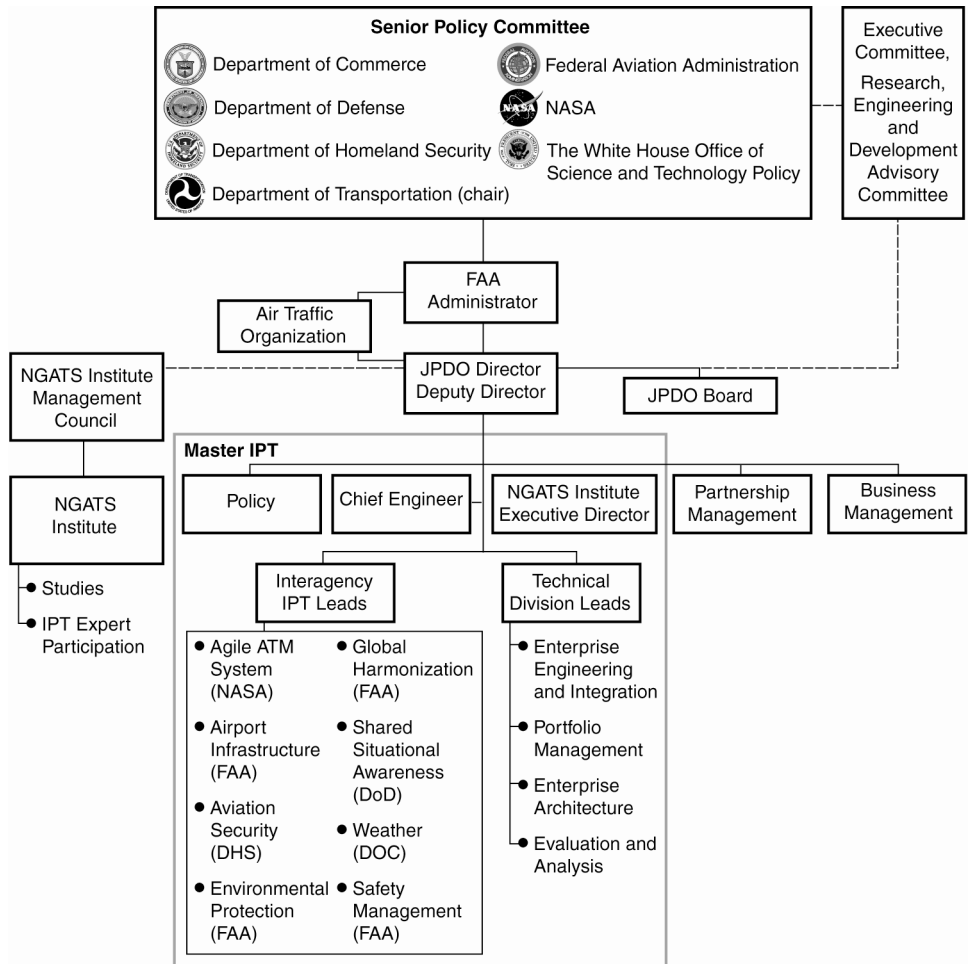 Senior Policy Committee
Department of Commerce
Department of Defense
Department of Homeland Security
Department of Transportation (chair)
Federal Aviation Administration
NASA
NASA
The White House Office of
Science and Technology Policy
Executive
Committee,
Research,
Engineering
and
Development
Advisory
Committee
FAA
Administrator
Air Traffic
Organization
JPDO Director
Deputy Director
JPDO Board
NGATS Institute
Management
Council
NGATS
Institute
Studies
IPT Expert
Participation
Master IPT
Policy
Chief Engineer
NGATS Institute
Executive Director
Partnership
Management
Business
Management
Interagency
IPT Leads
Agile ATM
System
(NASA)
Airport
Infrastructure
(FAA)
Aviation
Security
(DHS)
Environmental
Protection
(FAA)
Global
Harmonization
(FAA)
Shared
Situational
Awareness
(DoD)
Weather
(DOC)
Safety
Management
(FAA)
Technical
Division Leads
Enterprise
Engineering
and Integration
Portfolio
Management
Enterprise
Architecture
Evaluation and
Analysis